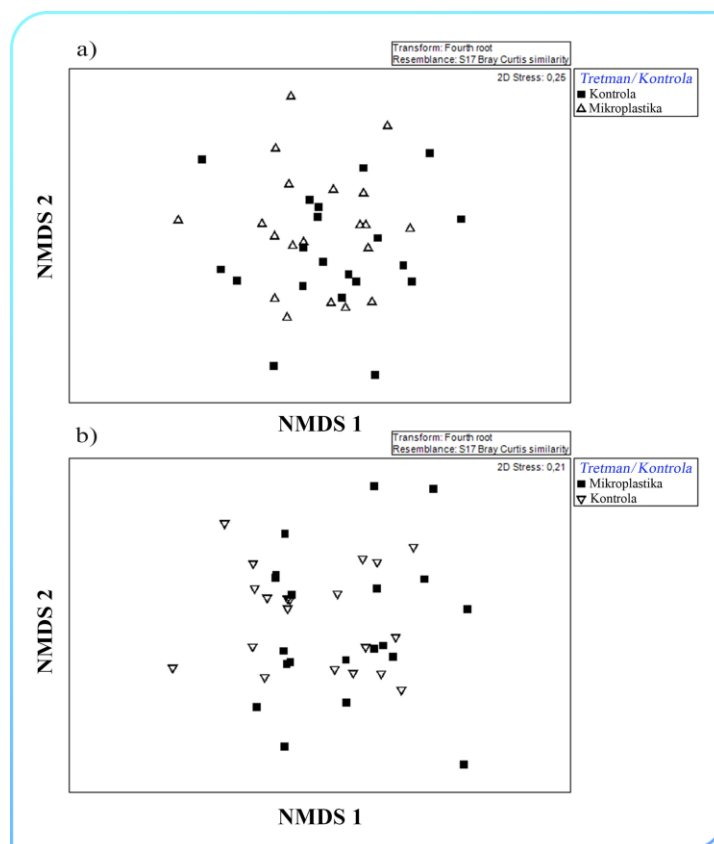 a)
Transform: Fourth root
Resemblance: S17 Bray Curtis similarity
2D Stress: 0,25
Tretman/Kontrola
Kontrola
Mikroplastika
NMDS 2
NMDS 1
b)
Transform: Fourth root
Resemblance: S17 Bray Curtis similarity
2D Stress: 0,21
Tretman/Kontrola
Mikroplastika
Kontrola
NMDS 2
NMDS 1